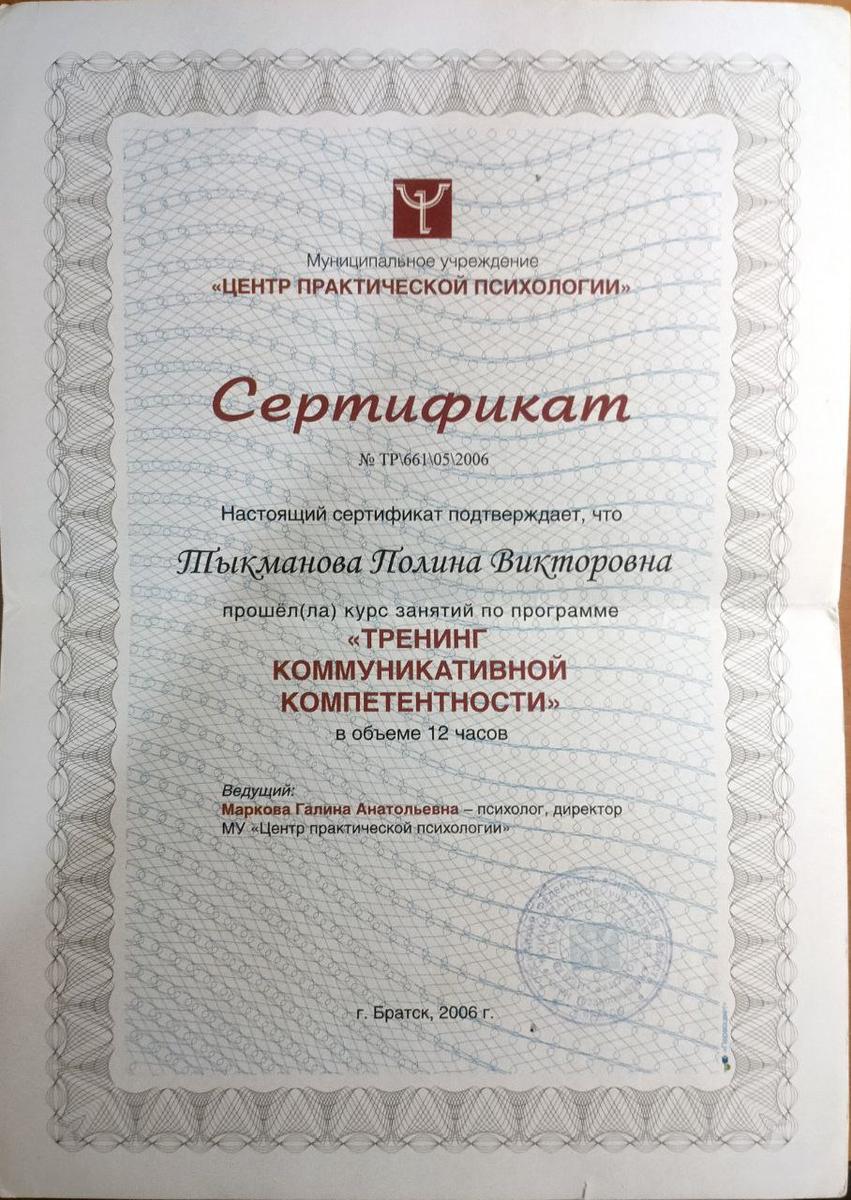 Муниципальное учреждение
«ЦЕНТР ПРАКТИЧЕСКОЙ ПСИХОЛОГИИ»
Сертификат
№ ТР\661\05\2006
Настоящий сертификат подтверждает, что
Тыкманова Полина Викторовна
прошёл(ла) курс занятий по программе
«ТРЕНИНГ
КОММУНИКАТИВНОЙ
КОМПЕТЕНТНОСТИ»
в объеме 12 часов
Ведущий:
Маркова Галина Анатольевна – психолог, директор
МУ «Центр практической психологии»
г. Братск, 2006 г.